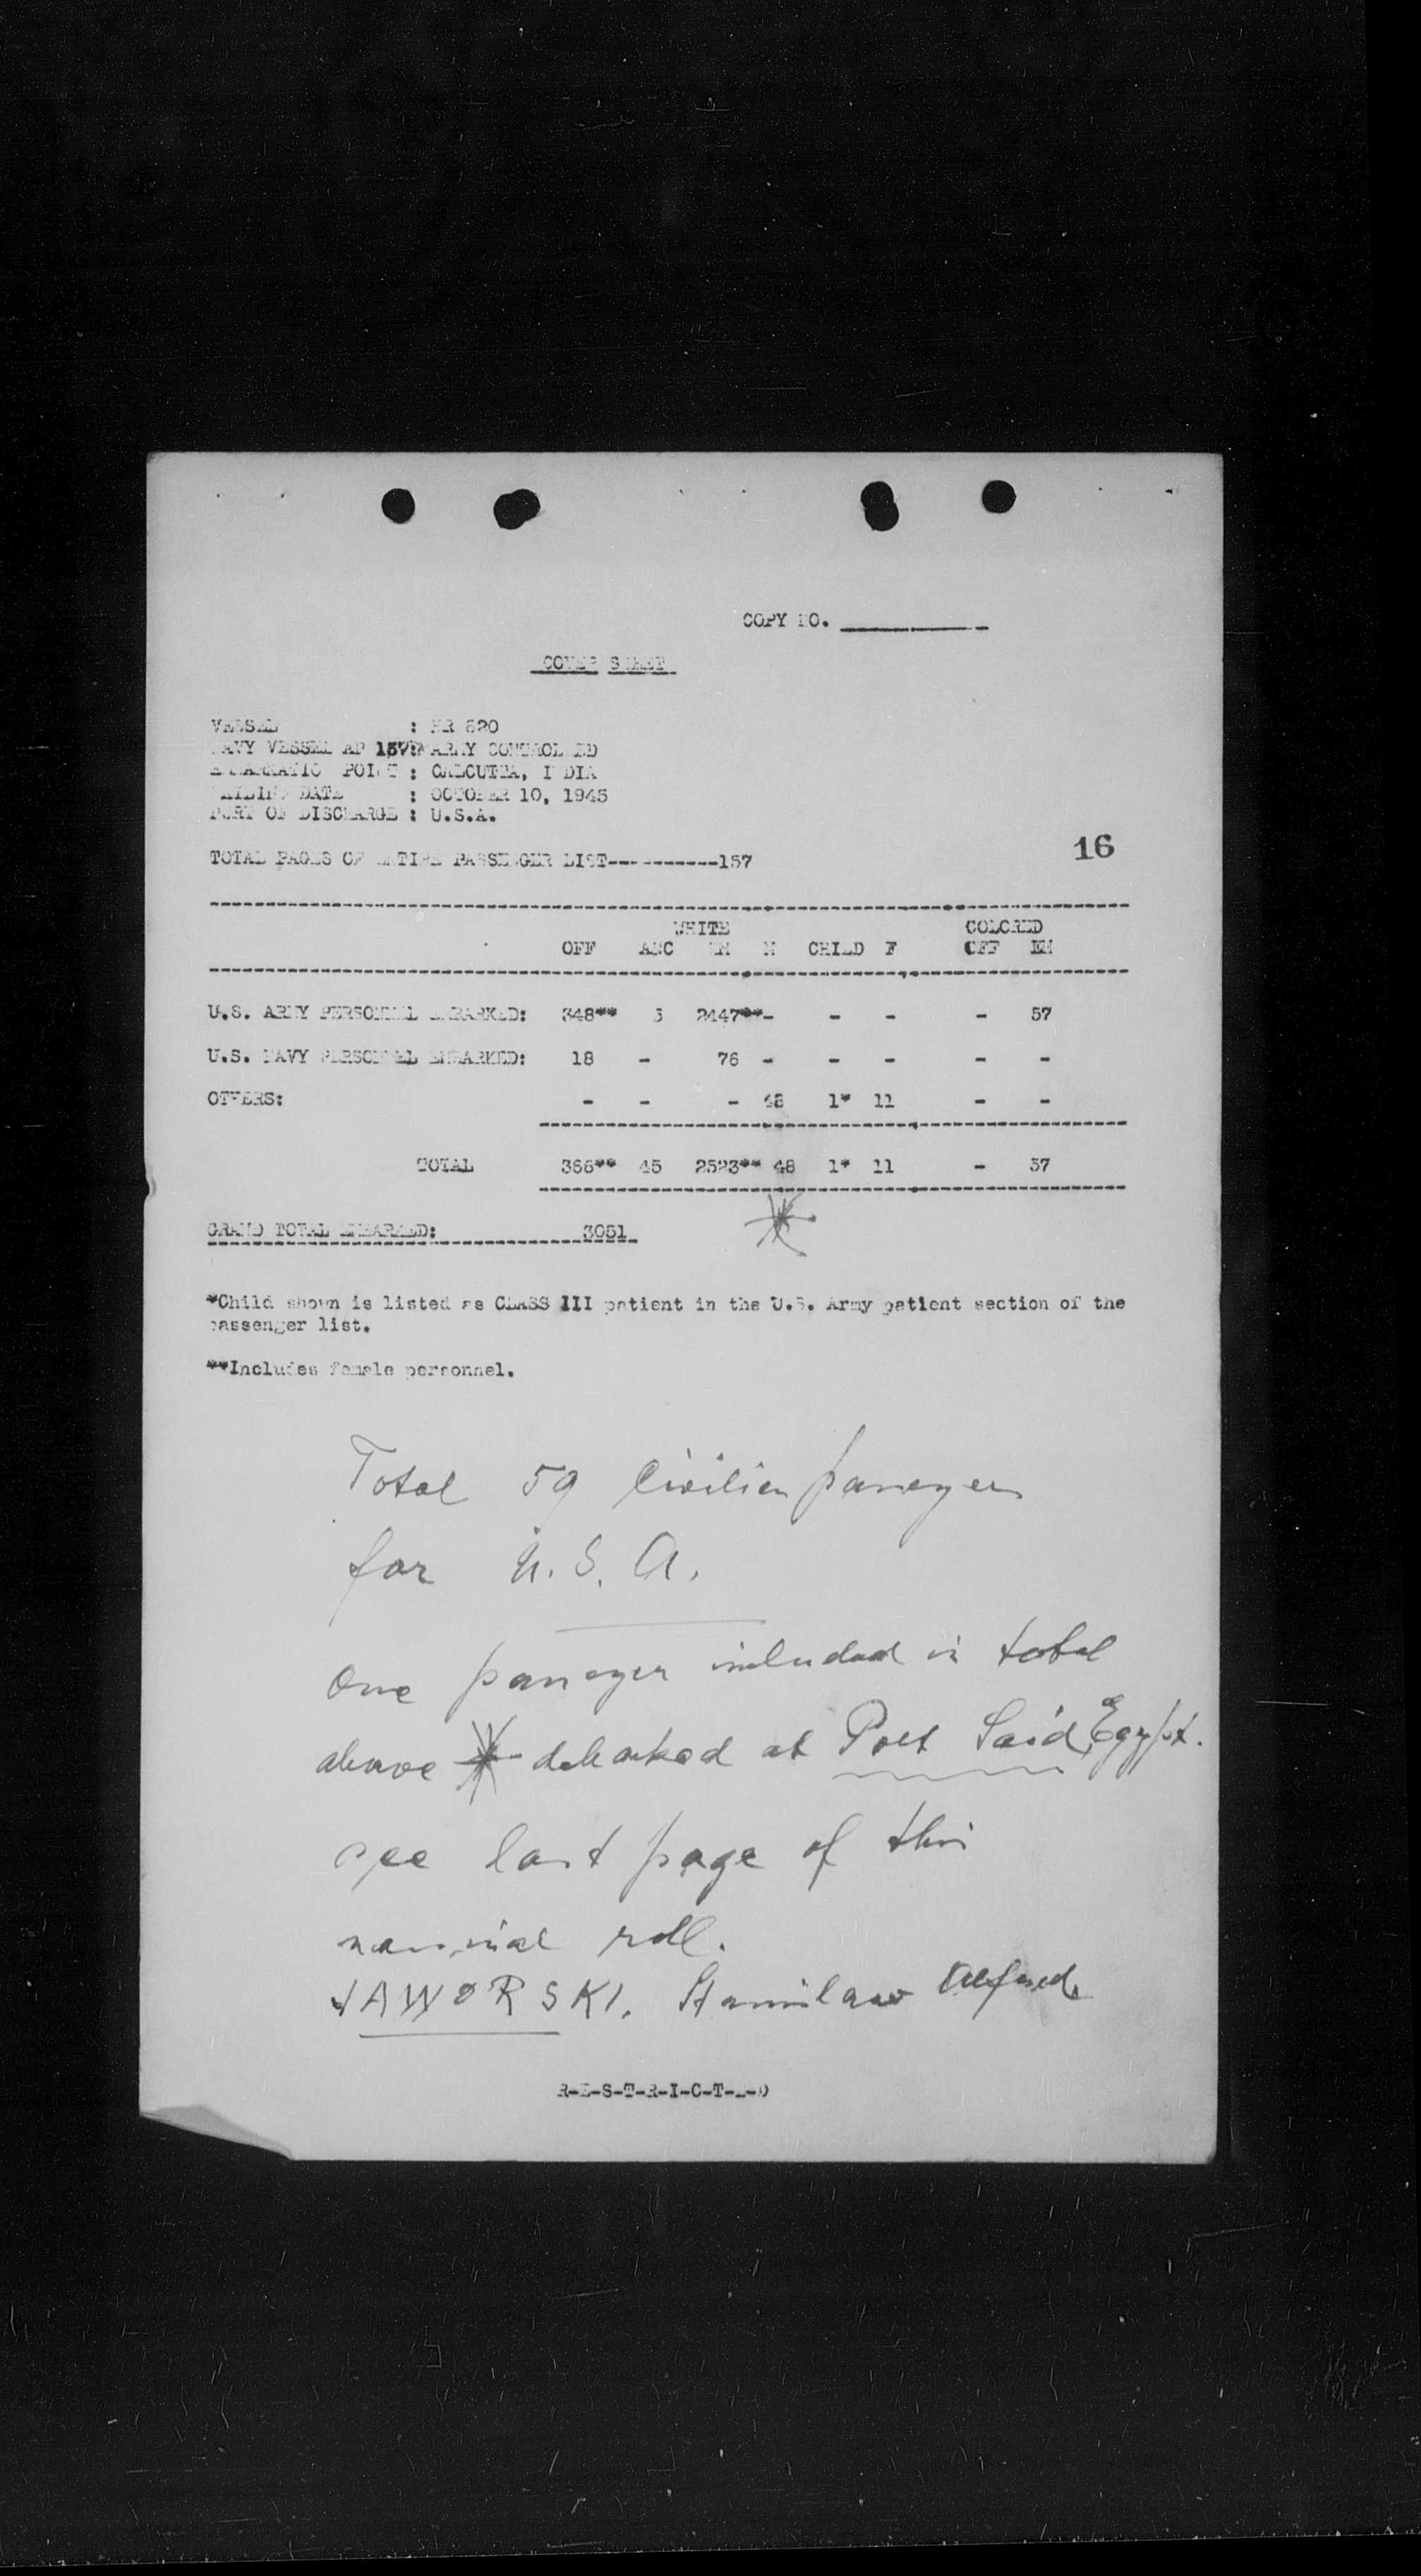 COPY NO.
COVER SHEET
VESSEL : HR 520
NAVY VESSEL AP 157 ARMY CONTROLLED
EMBARKATIO POINT : CALCUTTA, INDIA
SAILING DATE : OCTOBER 10, 1945
PORT OF DISCHARGE : U.S.A.
16
TOTAL PAGES OF ENTIRE PASSENGER LIST----------157
WHITE COLORED
OFF ANC EM M CHILD F OFF EM
U.S. ARMY PERSONNEL EMBARKED: 348** 2447**- - - - 57
U.S. NAVY PERSONNEL EMBARKED: 18 - 76 - - - - -
OTHERS: - - - 48 1* 11 - -
TOTAL 366** 45 2523** 48 1* 11 - 57
GRAND TOTAL EMBARKED: 3051
*Child shown is listed as CLASS III patient in the U.S. Army patient section of the
passenger list.
**Includes female personnel.
Total 59 Civilian passenger
for U.S.A.
One passenger included in total
above * debarked at Port Said, Egypt.
see last page of this
nominal roll.
JAWORSKI. Stanislaw Alfred.
R-E-S-T-R-I-C-T-E-D